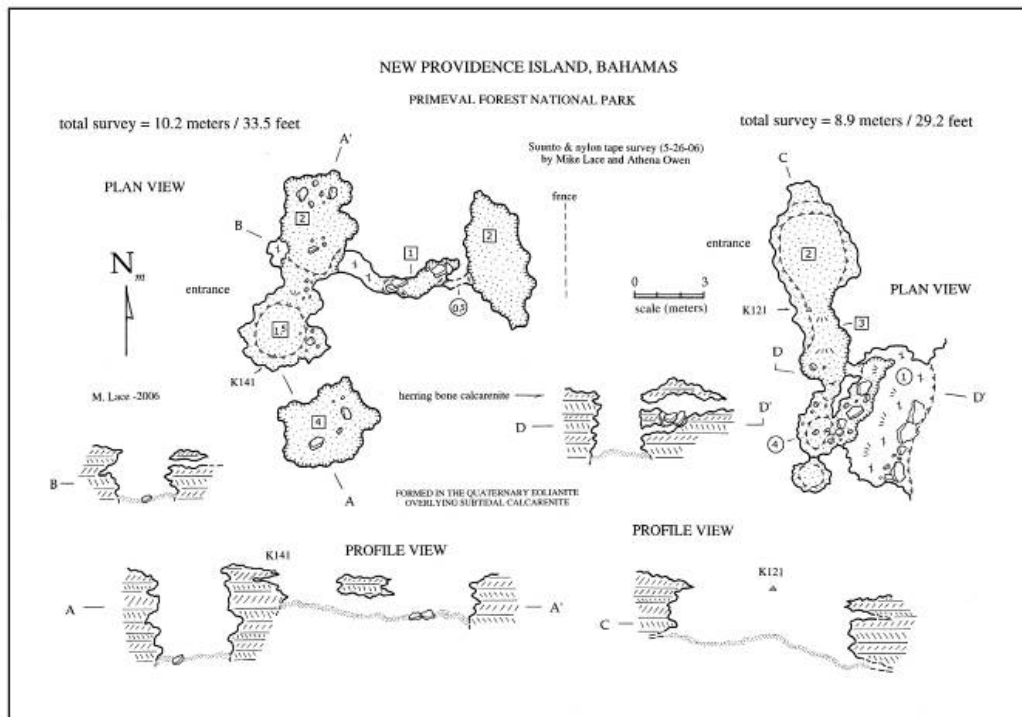 NEW PROVIDENCE ISLAND, BAHAMAS
PRIMEVAL FOREST NATIONAL PARK
total survey = 10.2 meters / 33.5 feet
total survey = 8.9 meters / 29.2 feet
Suunto & nylon tape survey (5-26-06)
by Mike Lace and Athena Owen
A'
C
PLAN VIEW
fence
B
2
1
2
entrance
2
N m
entrance
0.5
0 3
scale (meters)
PLAN VIEW
K121
3
1.5
K141
D
1
M. Lace -2006
4
herring bone calcarenite
D
D'
D'
4
B
A
FORMED IN THE QUATERNARY EOLIANITE
OVERLYING SUBTIDAL CALCARENITE
PROFILE VIEW
PROFILE VIEW
K141
K121
A
A'
C